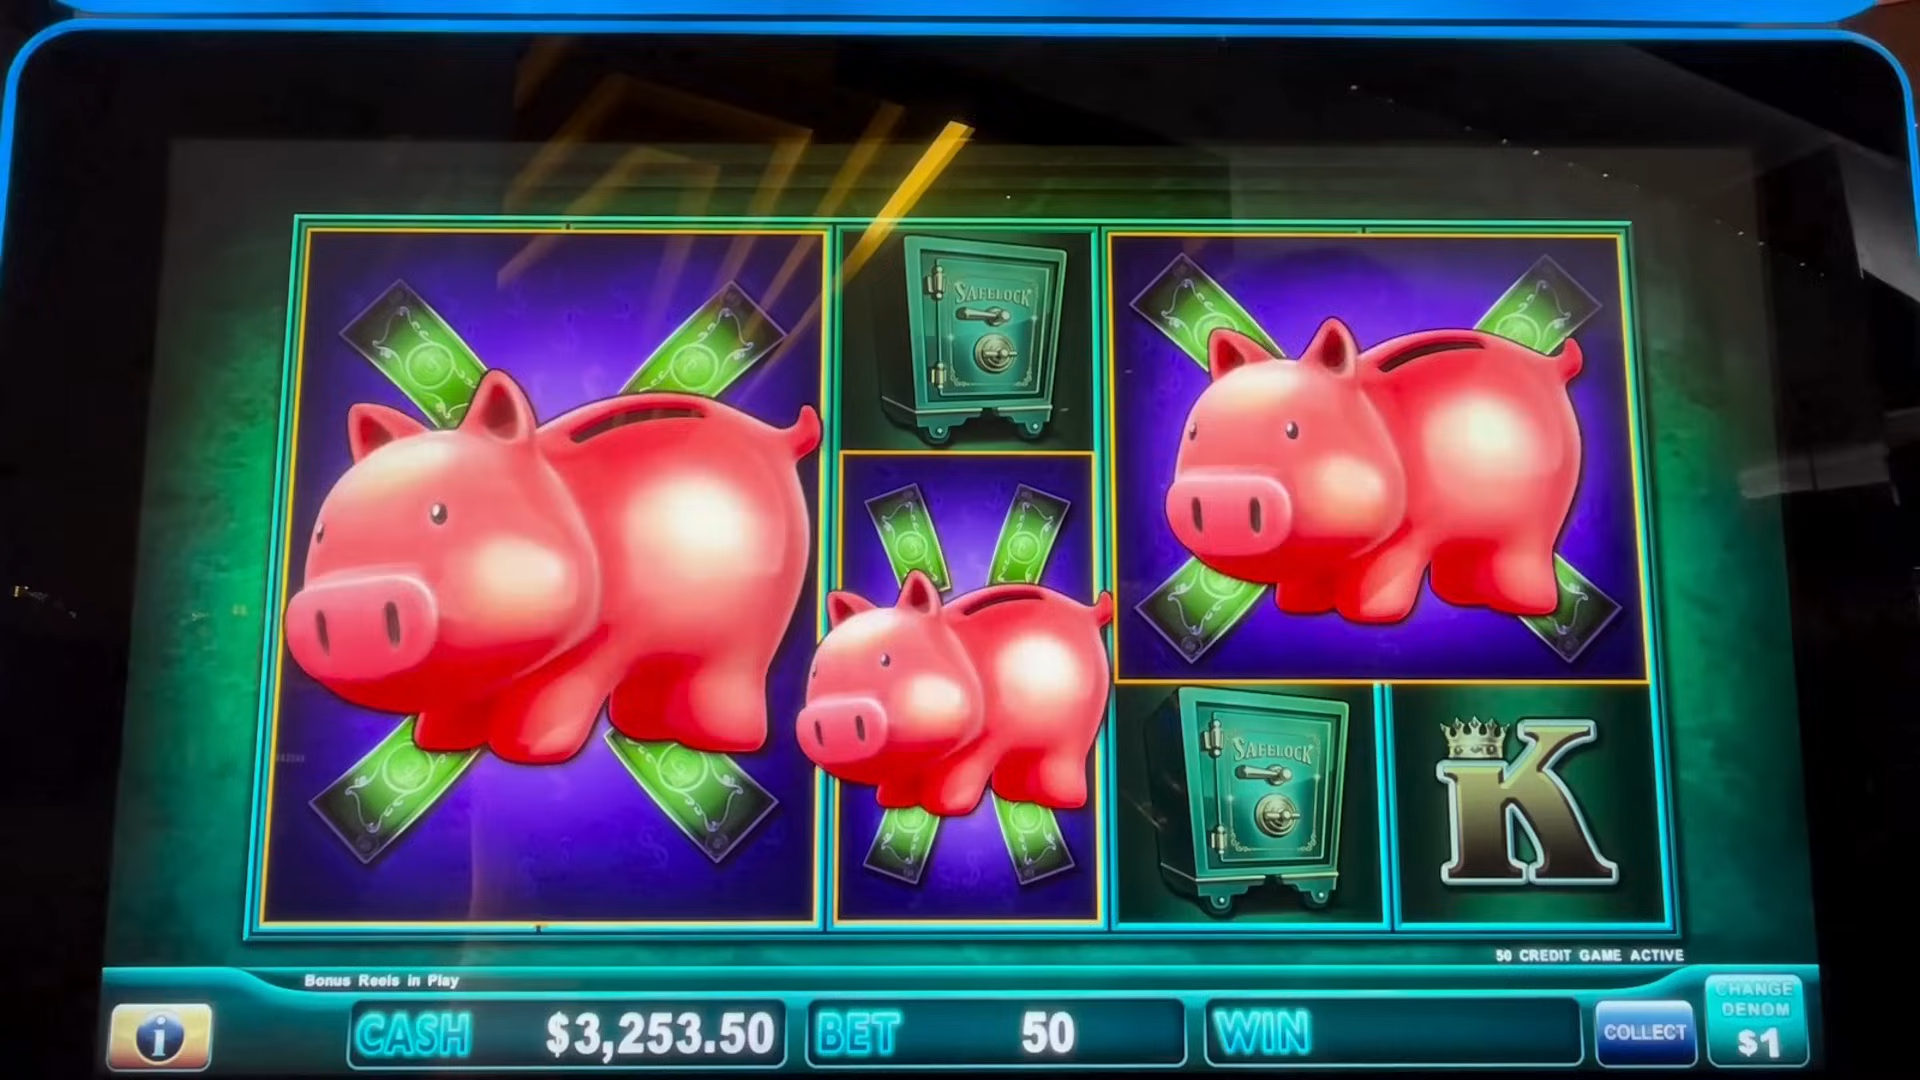 SAFELOCK
SAFELOCK
K
50 CREDIT GAME ACTIVE
Bonus Reels in Play
CASH $3,253.50
BET 50
WIN
COLLECT
CHANGE
DENOM
$1
i